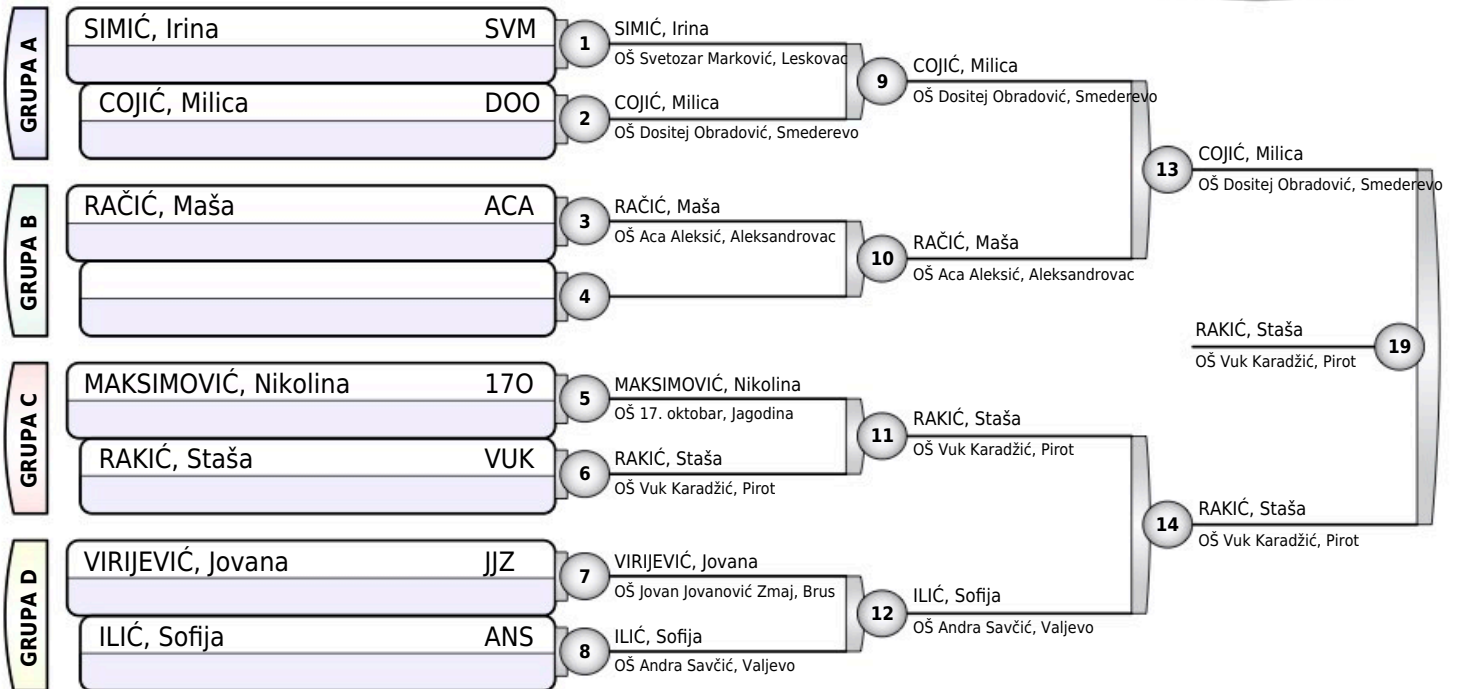 GRUPA A
SIMIĆ, Irina SVM
COJIĆ, Milica DOO
GRUPA B
RAČIĆ, Maša ACA
GRUPA C
MAKSIMOVIĆ, Nikolina 17O
RAKIĆ, Staša VUK
GRUPA D
VIRIJEVIĆ, Jovana JJZ
ILIĆ, Sofija ANS
1
SIMIĆ, Irina
OŠ Svetozar Marković, Leskovac
2
COJIĆ, Milica
OŠ Dositej Obradović, Smederevo
3
RAČIĆ, Maša
OŠ Aca Aleksić, Aleksandrovac
4
5
MAKSIMOVIĆ, Nikolina
OŠ 17. oktobar, Jagodina
6
RAKIĆ, Staša
OŠ Vuk Karadžić, Pirot
7
VIRIJEVIĆ, Jovana
OŠ Jovan Jovanović Zmaj, Brus
8
ILIĆ, Sofija
OŠ Andra Savčić, Valjevo
9
COJIĆ, Milica
OŠ Dositej Obradović, Smederevo
10
RAČIĆ, Maša
OŠ Aca Aleksić, Aleksandrovac
11
RAKIĆ, Staša
OŠ Vuk Karadžić, Pirot
12
ILIĆ, Sofija
OŠ Andra Savčić, Valjevo
13
COJIĆ, Milica
OŠ Dositej Obradović, Smederevo
14
RAKIĆ, Staša
OŠ Vuk Karadžić, Pirot
RAKIĆ, Staša
OŠ Vuk Karadžić, Pirot
19